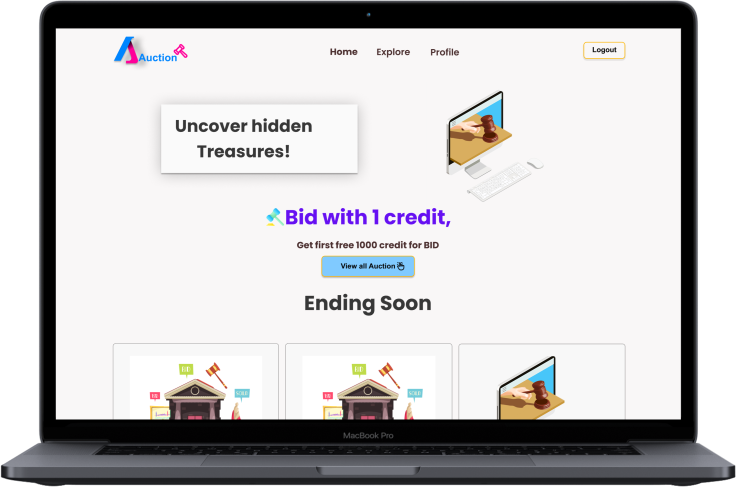 Auction
Home Explore Profile
Logout
Uncover hidden
Treasures!
Bid with 1 credit,
Get first free 1000 credit for BID
View all Auction
Ending Soon
BID
BID
MacBook Pro